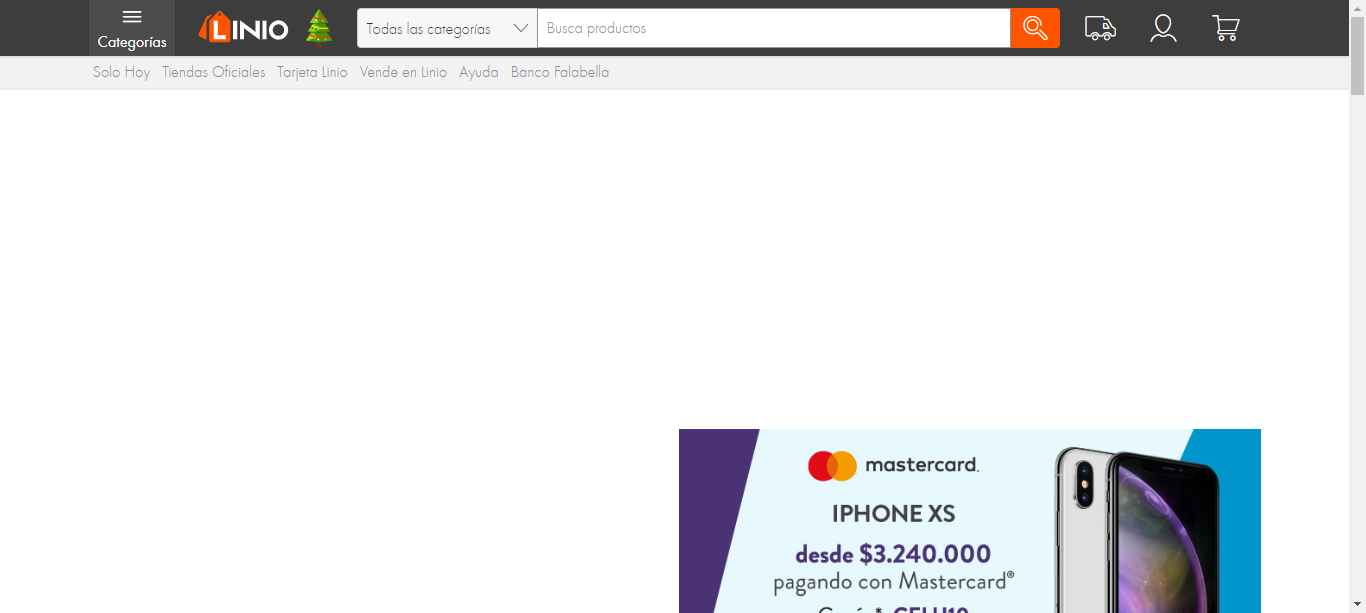 Categorías
LINIO
Todas las categorías
Busca productos
Solo Hoy Tiendas Oficiales Tarjeta Linio Vende en Linio Ayuda Banco Falabella
mastercard.
IPHONE XS
desde $3.240.000
pagando con Mastercard®